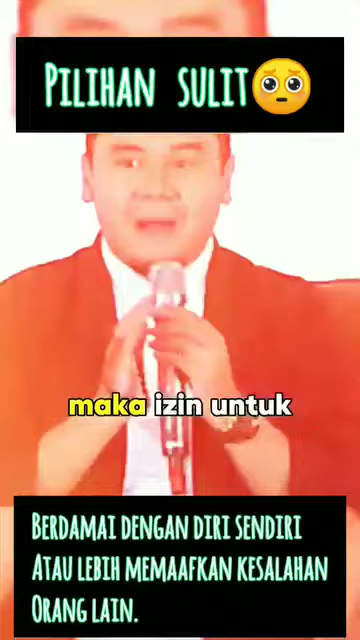 PILIHAN SULIT🥺
maka izin untuk
BERDAMAI DENGAN DIRI SENDIRI
ATAU LEBIH MEMAAFKAN KESALAHAN
ORANG LAIN.